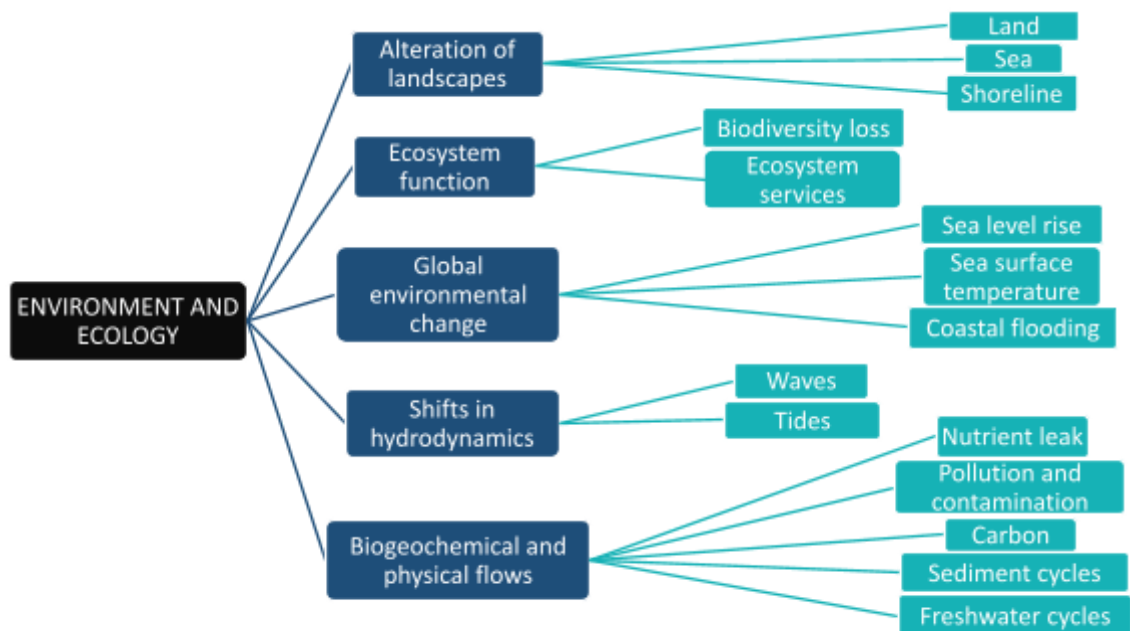 ENVIRONMENT AND
ECOLOGY
Alteration of
landscapes
Land
Sea
Shoreline
Ecosystem
function
Biodiversity loss
Ecosystem
services
Global
environmental
change
Sea level rise
Sea surface
temperature
Coastal flooding
Shifts in
hydrodynamics
Waves
Tides
Biogeochemical and
physical flows
Nutrient leak
Pollution and
contamination
Carbon
Sediment cycles
Freshwater cycles